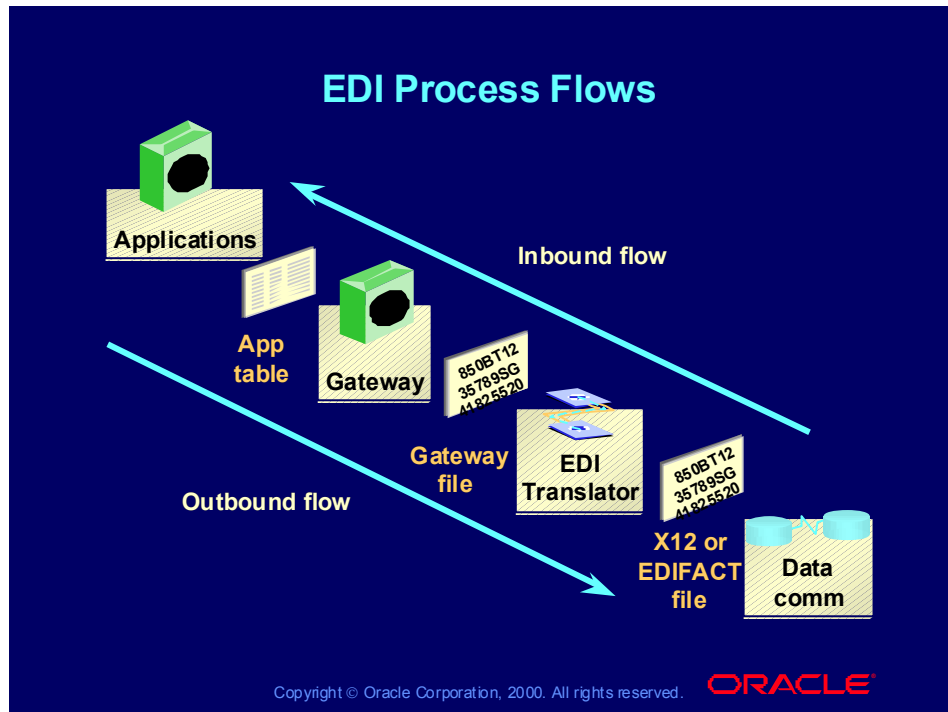 EDI Process Flows
Applications
Inbound flow
App
table
Gateway
850BT12
35789SG
41825520
Gateway
file
EDI
Translator
850BT12
35789SG
41825520
Outbound flow
X12 or
EDIFACT
file
Data
comm
Copyright © Oracle Corporation, 2000. All rights reserved.
ORACLE®